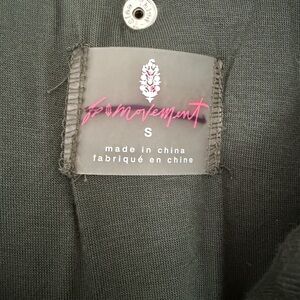 fp movement
S
made in china
fabriqué en chine